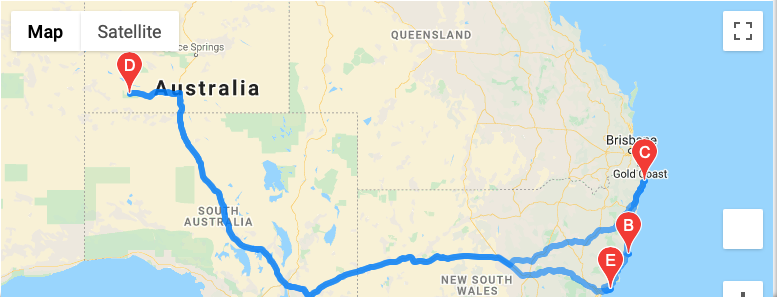 Map
Satellite
ce Springs
QUEENSLAND
D
Australia
Brisbane
C
Gold Coast
SOUTH
AUSTRALIA
B
E
NEW SOUTH
WALES